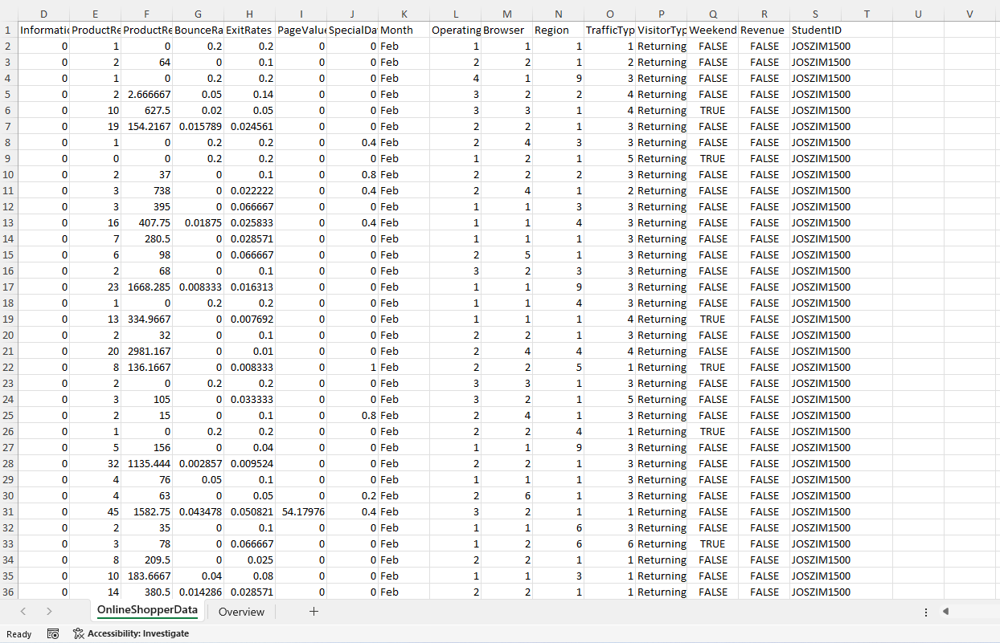 D E F G H I J K L M N O P Q R S T U V
1 Informatic ProductRe ProductRe BounceRa ExitRates PageValue SpecialDa Month Operating Browser Region TrafficTyp VisitorTyp Weekend Revenue StudentID
2 0 1 0 0.2 0.2 0 0 Feb 1 1 1 1 Returning FALSE FALSE JOSZIM1500
3 0 2 64 0 0.1 0 0 Feb 2 2 1 2 Returning FALSE FALSE JOSZIM1500
4 0 1 0 0.2 0.2 0 0 Feb 4 1 9 3 Returning FALSE FALSE JOSZIM1500
5 0 2 2.666667 0.05 0.14 0 0 Feb 3 2 2 4 Returning FALSE FALSE JOSZIM1500
6 0 10 627.5 0.02 0.05 0 0 Feb 3 3 1 4 Returning TRUE FALSE JOSZIM1500
7 0 19 154.2167 0.015789 0.024561 0 0 Feb 2 2 1 3 Returning FALSE FALSE JOSZIM1500
8 0 1 0 0.2 0.2 0 0.4 Feb 2 4 3 3 Returning FALSE FALSE JOSZIM1500
9 0 0 0 0.2 0.2 0 0 Feb 1 2 1 5 Returning TRUE FALSE JOSZIM1500
10 0 2 37 0 0.1 0 0.8 Feb 2 2 2 3 Returning FALSE FALSE JOSZIM1500
11 0 3 738 0 0.022222 0 0.4 Feb 2 4 1 2 Returning FALSE FALSE JOSZIM1500
12 0 3 395 0 0.066667 0 0 Feb 1 1 3 3 Returning FALSE FALSE JOSZIM1500
13 0 16 407.75 0.01875 0.025833 0 0.4 Feb 1 1 4 3 Returning FALSE FALSE JOSZIM1500
14 0 7 280.5 0 0.028571 0 0 Feb 1 1 1 3 Returning FALSE FALSE JOSZIM1500
15 0 6 98 0 0.066667 0 0 Feb 2 5 1 3 Returning FALSE FALSE JOSZIM1500
16 0 2 68 0 0.1 0 0 Feb 3 2 3 3 Returning FALSE FALSE JOSZIM1500
17 0 23 1668.285 0.008333 0.016313 0 0 Feb 1 1 9 3 Returning FALSE FALSE JOSZIM1500
18 0 1 0 0.2 0.2 0 0 Feb 1 1 4 3 Returning FALSE FALSE JOSZIM1500
19 0 13 334.9667 0 0.007692 0 0 Feb 1 1 1 4 Returning TRUE FALSE JOSZIM1500
20 0 2 32 0 0.1 0 0 Feb 2 2 1 3 Returning FALSE FALSE JOSZIM1500
21 0 20 2981.167 0 0.01 0 0 Feb 2 4 4 4 Returning FALSE FALSE JOSZIM1500
22 0 8 136.1667 0 0.008333 0 1 Feb 2 2 5 1 Returning TRUE FALSE JOSZIM1500
23 0 2 0 0.2 0.2 0 0 Feb 3 3 1 3 Returning FALSE FALSE JOSZIM1500
24 0 3 105 0 0.033333 0 0 Feb 3 2 1 5 Returning FALSE FALSE JOSZIM1500
25 0 2 15 0 0.1 0 0.8 Feb 2 4 1 3 Returning FALSE FALSE JOSZIM1500
26 0 1 0 0.2 0.2 0 0 Feb 2 2 4 1 Returning TRUE FALSE JOSZIM1500
27 0 5 156 0 0.04 0 0 Feb 1 1 9 3 Returning FALSE FALSE JOSZIM1500
28 0 32 1135.444 0.002857 0.009524 0 0 Feb 2 2 1 3 Returning FALSE FALSE JOSZIM1500
29 0 4 76 0.05 0.1 0 0 Feb 1 1 1 3 Returning FALSE FALSE JOSZIM1500
30 0 4 63 0 0.05 0 0.2 Feb 2 6 1 3 Returning FALSE FALSE JOSZIM1500
31 0 45 1582.75 0.043478 0.050821 54.17976 0.4 Feb 3 2 1 1 Returning FALSE FALSE JOSZIM1500
32 0 2 35 0 0.1 0 0 Feb 1 1 6 3 Returning FALSE FALSE JOSZIM1500
33 0 3 78 0 0.066667 0 0 Feb 1 2 6 6 Returning TRUE FALSE JOSZIM1500
34 0 8 209.5 0 0.025 0 0 Feb 2 2 1 1 Returning FALSE FALSE JOSZIM1500
35 0 10 183.6667 0.04 0.08 0 0 Feb 1 1 3 1 Returning FALSE FALSE JOSZIM1500
36 0 14 380.5 0.014286 0.028571 0 0 Feb 2 2 1 1 Returning FALSE FALSE JOSZIM1500
OnlineShopperData Overview
Ready Accessibility: Investigate